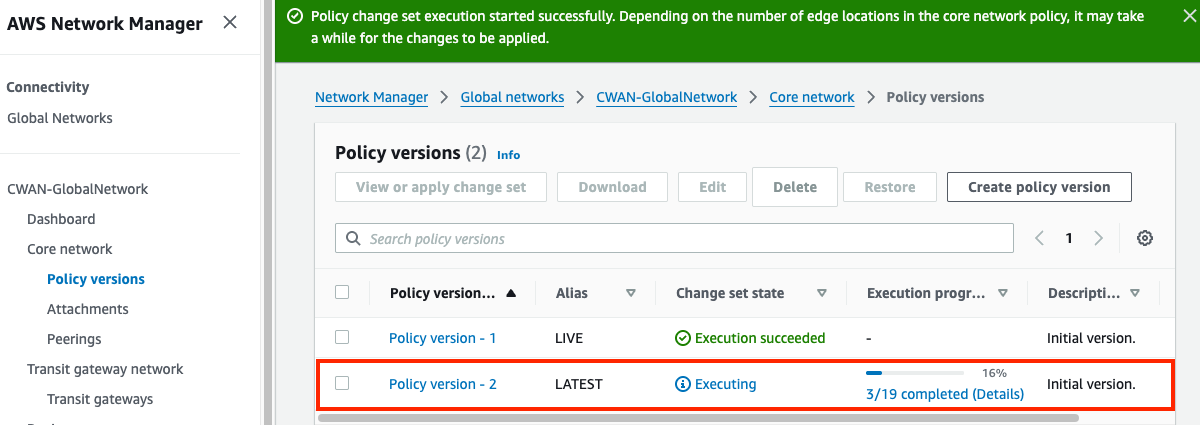 AWS Network Manager
Connectivity
Global Networks
CWAN-GlobalNetwork
Dashboard
Core network
Policy versions
Attachments
Peerings
Transit gateway network
Transit gateways
Policy change set execution started successfully. Depending on the number of edge locations in the core network policy, it may take
a while for the changes to be applied.
Network Manager > Global networks > CWAN-GlobalNetwork > Core network > Policy versions
Policy versions (2) Info
View or apply change set Download Edit Delete Restore Create policy version
Search policy versions 1
Policy version... Alias Change set state Execution progr... Descripti...
Policy version - 1 LIVE Execution succeeded - Initial version.
Policy version - 2 LATEST Executing 16% Initial version.
3/19 completed (Details)